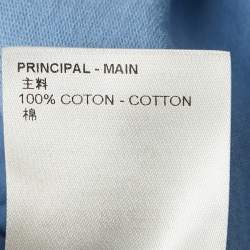 PRINCIPAL - MAIN
主料
100% COTON - COTTON
棉